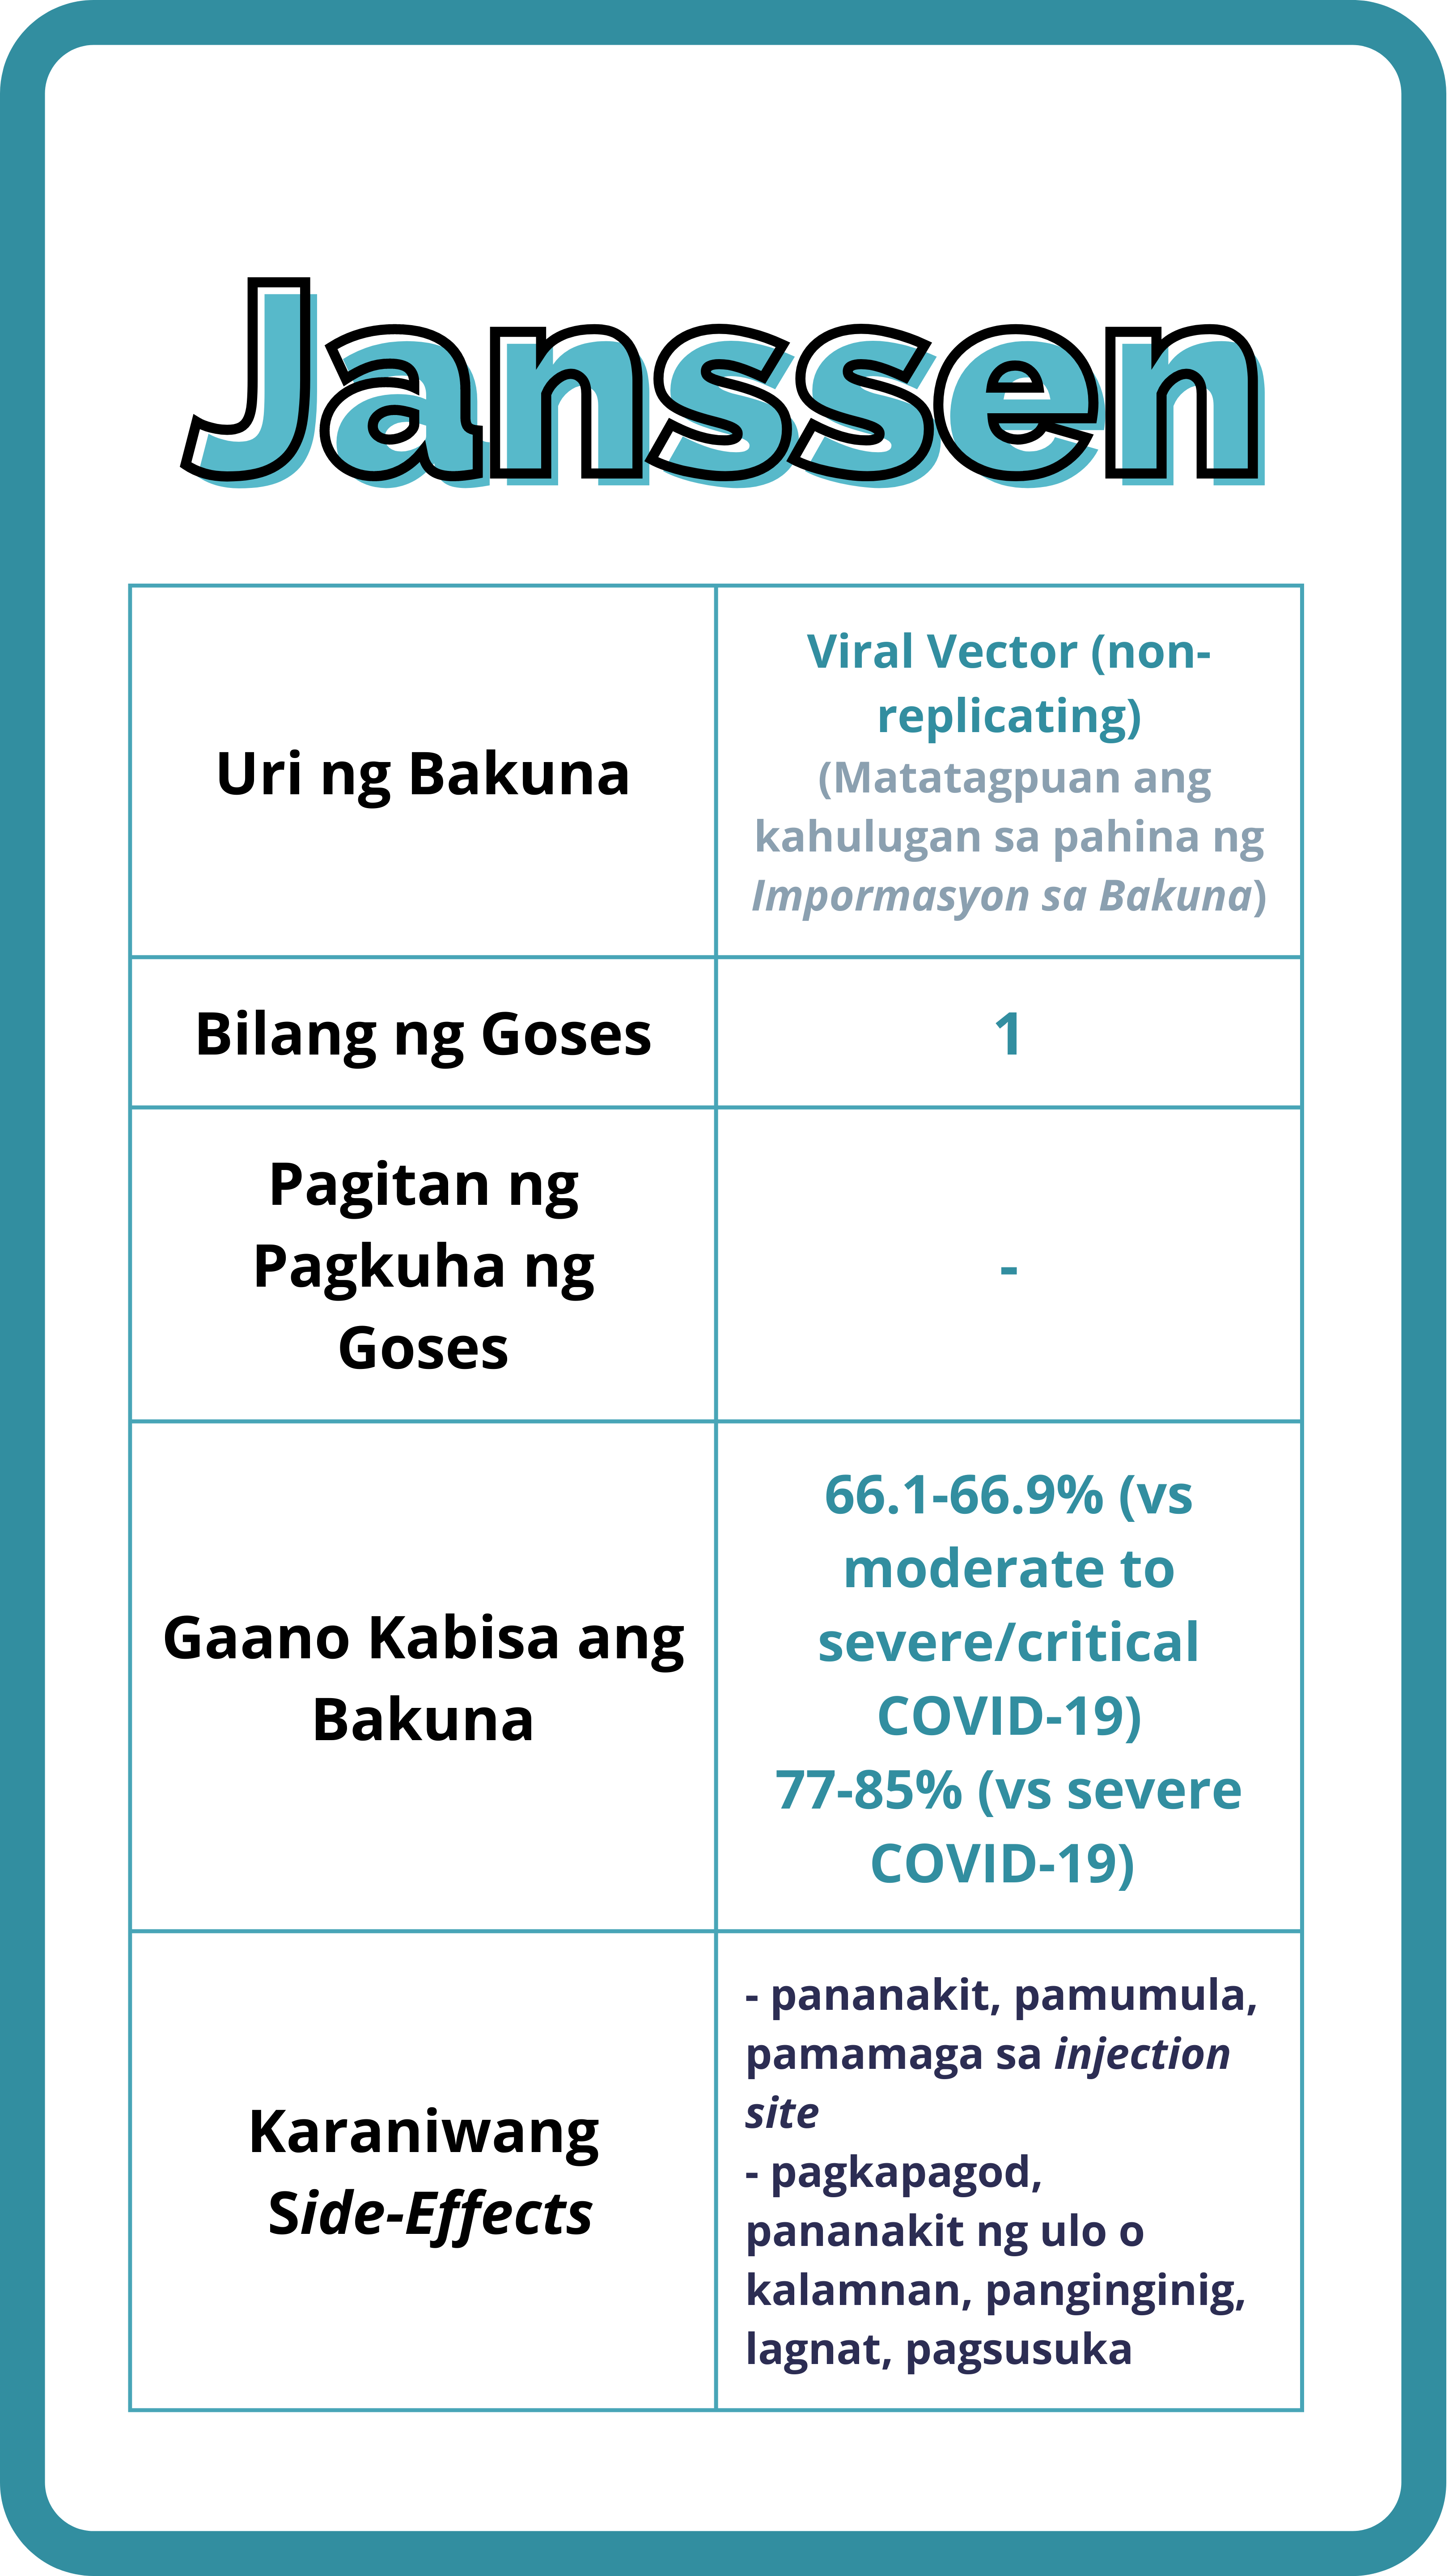 Janssen
Uri ng Bakuna
Viral Vector (non-
replicating)
(Matatagpuan ang
kahulugan sa pahina ng
Impormasyon sa Bakuna)
Bilang ng Goses
1
Pagitan ng
Pagkuha ng
Goses
-
Gaano Kabisa ang
Bakuna
66.1-66.9% (vs
moderate to
severe/critical
COVID-19)
77-85% (vs severe
COVID-19)
Karaniwang
Side-Effects
- pananakit, pamumula,
pamamaga sa injection
site
- pagkapagod,
pananakit ng ulo o
kalamnan, panginginig,
lagnat, pagsusuka